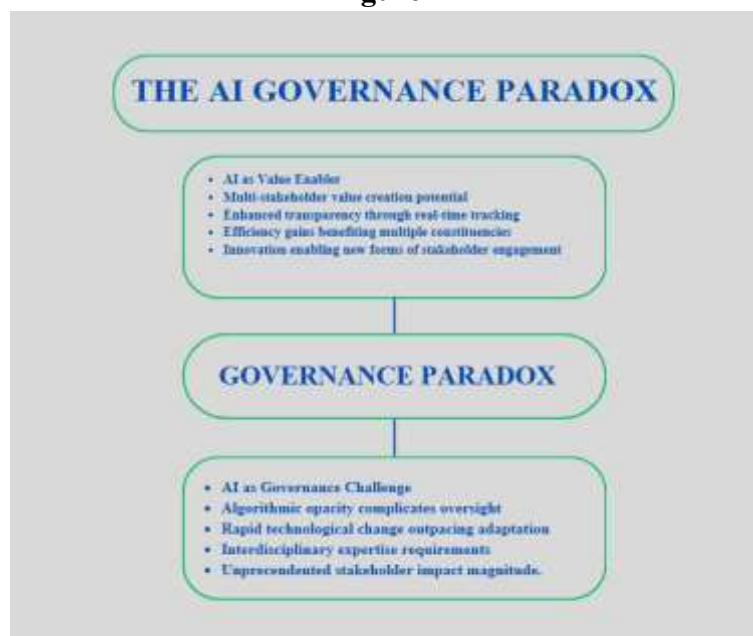 THE AI GOVERNANCE PARADOX
• AI as Value Enabler
• Multi-stakeholder value creation potential
• Enhanced transparency through real-time tracking
• Efficiency gains benefiting multiple constituencies
• Innovation enabling new forms of stakeholder engagement
GOVERNANCE PARADOX
• AI as Governance Challenge
• Algorithmic opacity complicates oversight
• Rapid technological change outpacing adaptation
• Interdisciplinary expertise requirements
• Unprecendented stakeholder impact magnitude.